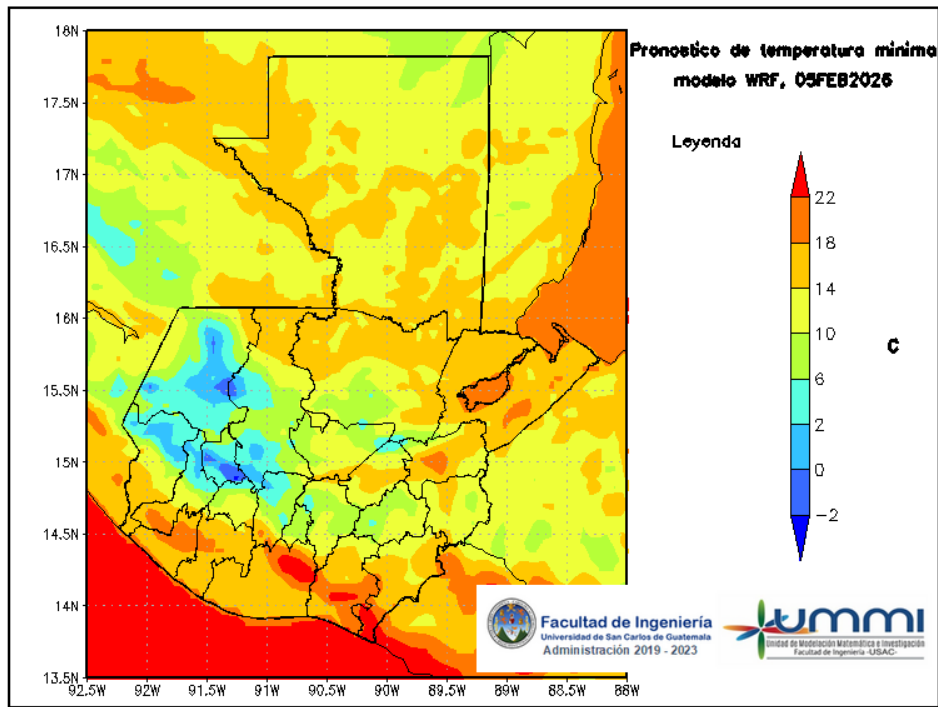 Pronostico de temperatura minima
modelo WRF, 05FEB2026
Leyenda
22
18
14
10
6
2
0
-2
C
18N
17.5N
17N
16.5N
16N
15.5N
15N
14.5N
14N
13.5N
92.5W 92W 91.5W 91W 90.5W 90W 89.5W 89W 88.5W 88W
Facultad de Ingeniería
Universidad de San Carlos de Guatemala
Administración 2019 - 2023
UMMI
Unidad de Modelación Matemática e Investigación
Facultad de Ingeniería -USAC-